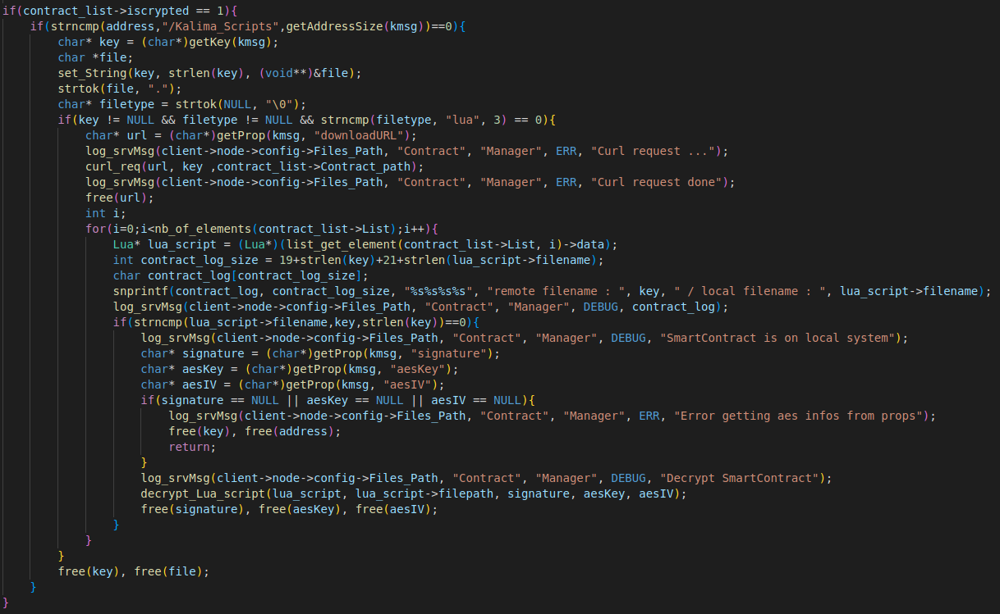 if(contract_list->iscrypted == 1){
    if(strncmp(address,"/Kalima_Scripts",getAddressSize(kmsg))==0){
        char* key = (char*)getKey(kmsg);
        char *file;
        set_String(key, strlen(key), (void**)&file);
        strtok(file, ".");
        char* filetype = strtok(NULL, "\0");
        if(key != NULL && filetype != NULL && strncmp(filetype, "lua", 3) == 0){
            char* url = (char*)getProp(kmsg, "downloadURL");
            log_srvMsg(client->node->config->Files_Path, "Contract", "Manager", ERR, "Curl request ...");
            curl_req(url, key ,contract_list->Contract_path);
            log_srvMsg(client->node->config->Files_Path, "Contract", "Manager", ERR, "Curl request done");
            free(url);
            int i;
            for(i=0;i<nb_of_elements(contract_list->List);i++){
                Lua* lua_script = (Lua*)(list_get_element(contract_list->List, i)->data);
                int contract_log_size = 19+strlen(key)+21+strlen(lua_script->filename);
                char contract_log[contract_log_size];
                snprintf(contract_log, contract_log_size, "%s%s%s%s", "remote filename : ", key, " / local filename : ", lua_script->filename);
                log_srvMsg(client->node->config->Files_Path, "Contract", "Manager", DEBUG, contract_log);
                if(strncmp(lua_script->filename,key,strlen(key))==0){
                    log_srvMsg(client->node->config->Files_Path, "Contract", "Manager", DEBUG, "SmartContract is on local system");
                    char* signature = (char*)getProp(kmsg, "signature");
                    char* aesKey = (char*)getProp(kmsg, "aesKey");
                    char* aesIV = (char*)getProp(kmsg, "aesIV");
                    if(signature == NULL || aesKey == NULL || aesIV == NULL){
                        log_srvMsg(client->node->config->Files_Path, "Contract", "Manager", ERR, "Error getting aes infos from props");
                        free(key), free(address);
                        return;
                    }
                    log_srvMsg(client->node->config->Files_Path, "Contract", "Manager", DEBUG, "Decrypt SmartContract");
                    decrypt_Lua_script(lua_script, lua_script->filepath, signature, aesKey, aesIV);
                    free(signature), free(aesKey), free(aesIV);
                }
            }
        }
        free(key), free(file);
    }
}